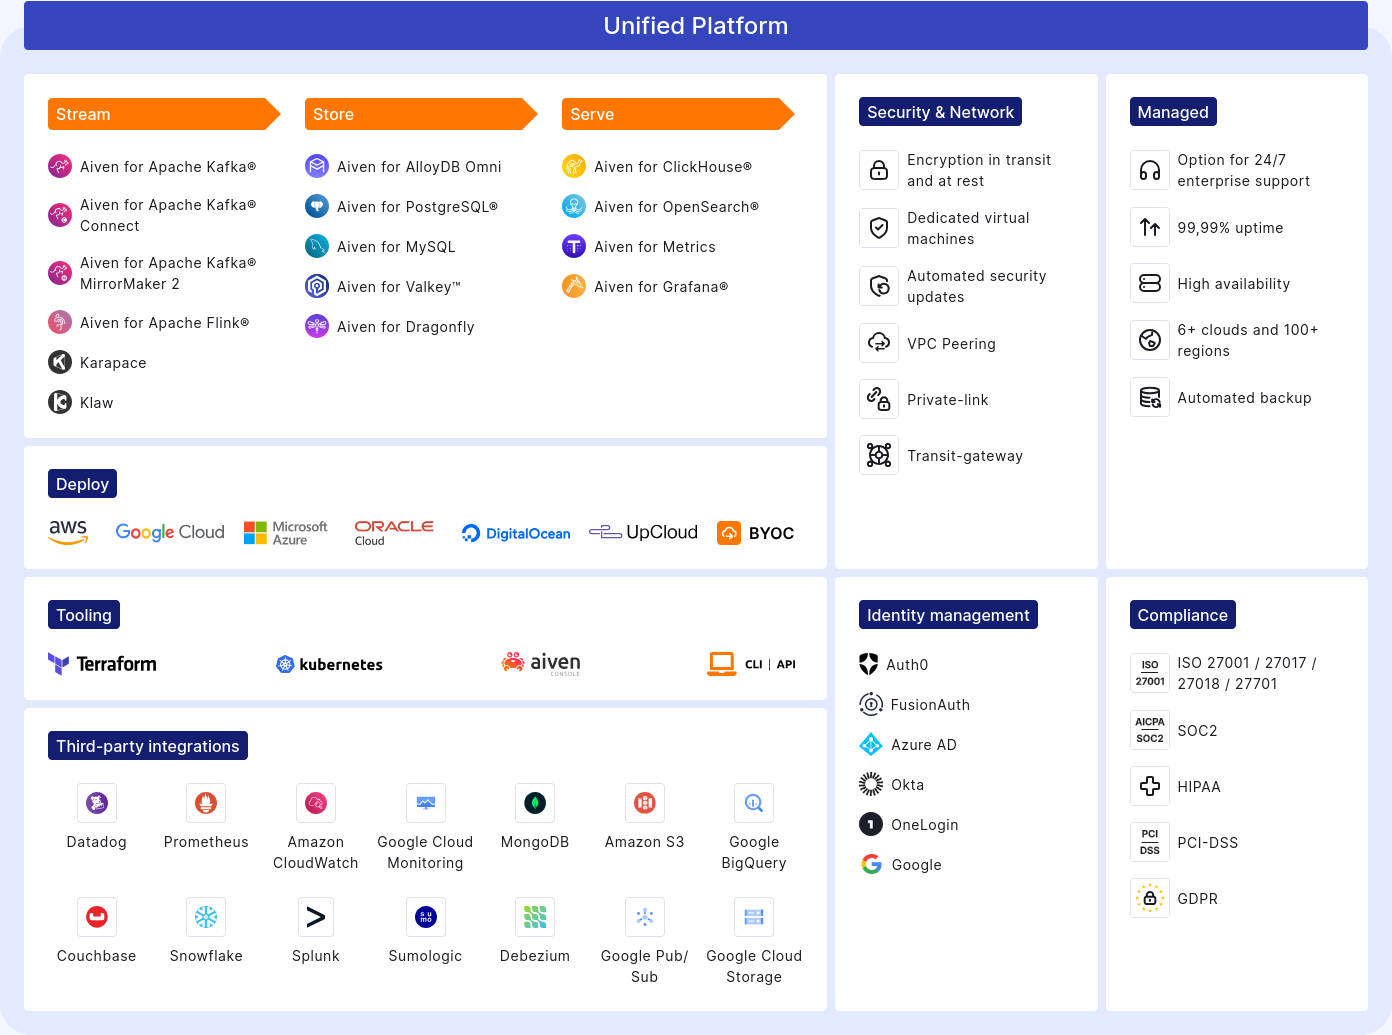 Unified Platform
Stream
Aiven for Apache Kafka®
Aiven for Apache Kafka®
Connect
Aiven for Apache Kafka®
MirrorMaker 2
Aiven for Apache Flink®
Karapace
Klaw
Store
Aiven for AlloyDB Omni
Aiven for PostgreSQL®
Aiven for MySQL
Aiven for Valkey™
Aiven for Dragonfly
Serve
Aiven for ClickHouse®
Aiven for OpenSearch®
Aiven for Metrics
Aiven for Grafana®
Security & Network
Encryption in transit
and at rest
Dedicated virtual
machines
Automated security
updates
VPC Peering
Private-link
Transit-gateway
Managed
Option for 24/7
enterprise support
99,99% uptime
High availability
6+ clouds and 100+
regions
Automated backup
Deploy
aws
Google Cloud
Microsoft
Azure
ORACLE
Cloud
DigitalOcean
UpCloud
BYOC
Tooling
Terraform
kubernetes
aiven
CONSOLE
CLI | API
Third-party integrations
Datadog
Prometheus
Amazon
CloudWatch
Google Cloud
Monitoring
MongoDB
Amazon S3
Google
BigQuery
Couchbase
Snowflake
Splunk
su
mo
Sumologic
Debezium
Google Pub/
Sub
Google Cloud
Storage
Identity management
Auth0
FusionAuth
Azure AD
Okta
1
OneLogin
Google
Compliance
ISO
27001
ISO 27001 / 27017 /
27018 / 27701
AICPA
SOC2
SOC2
HIPAA
PCI
DSS
PCI-DSS
GDPR